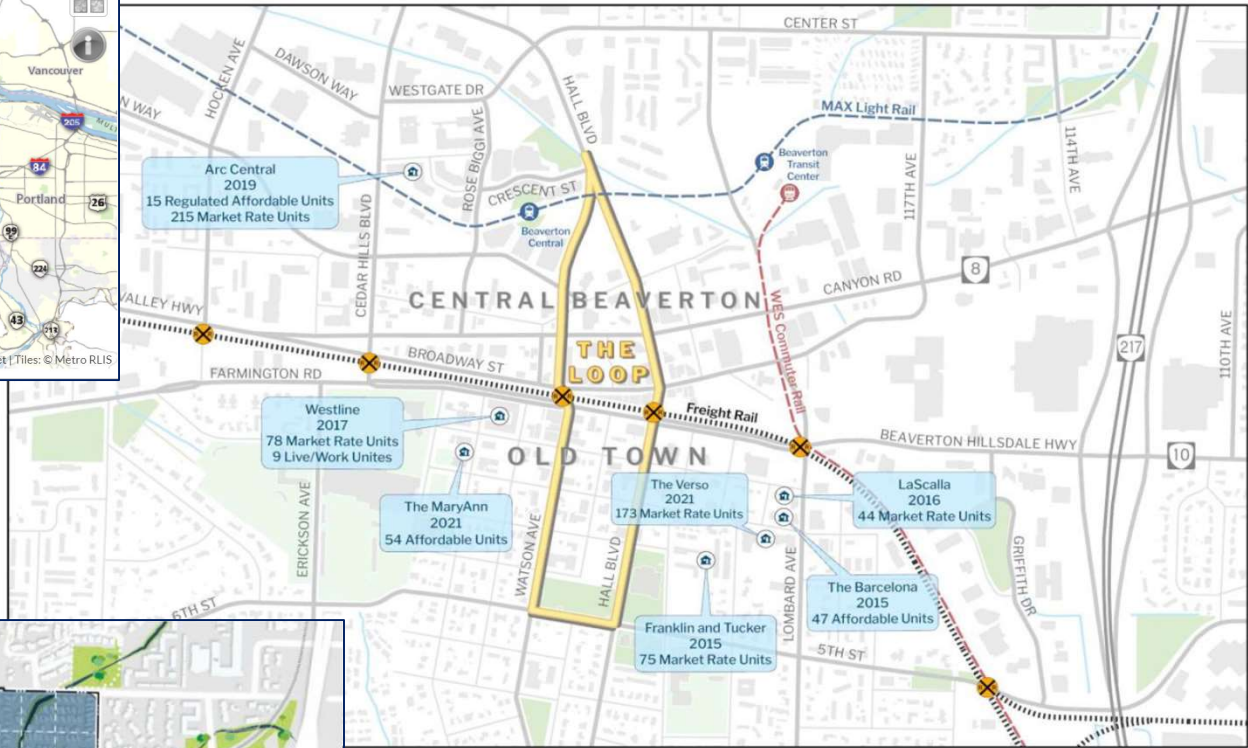 Vancouver
205
MUL
84
Portland
26
99
224
43
213
et | Tiles: © Metro RLIS
CENTER ST
HOCKEN AVE
DAWSON WAY
WESTGATE DR
HALL BLVD
N WAY
MAX Light Rail
ROSE BIGGI AVE
Beaverton
Transit
Center
117TH AVE
114TH AVE
Arc Central
2019
15 Regulated Affordable Units
215 Market Rate Units
CRESCENT ST
Beaverton
Central
CEDAR HILLS BLVD
8
CANYON RD
CENTRAL BEAVERTON
VALLEY HWY
WES Commuter Rail
217
110TH AVE
THE
LOOP
BROADWAY ST
FARMINGTON RD
Freight Rail
Westline
2017
78 Market Rate Units
9 Live/Work Unites
BEAVERTON HILLSDALE HWY
10
OLD TOWN
The Verso
2021
173 Market Rate Units
LaScalla
2016
44 Market Rate Units
The MaryAnn
2021
54 Affordable Units
ERICKSON AVE
WATSON AVE
HALL BLVD
LOMBARD AVE
GRIFFITH DR
The Barcelona
2015
47 Affordable Units
6TH ST
Franklin and Tucker
2015
75 Market Rate Units
5TH ST